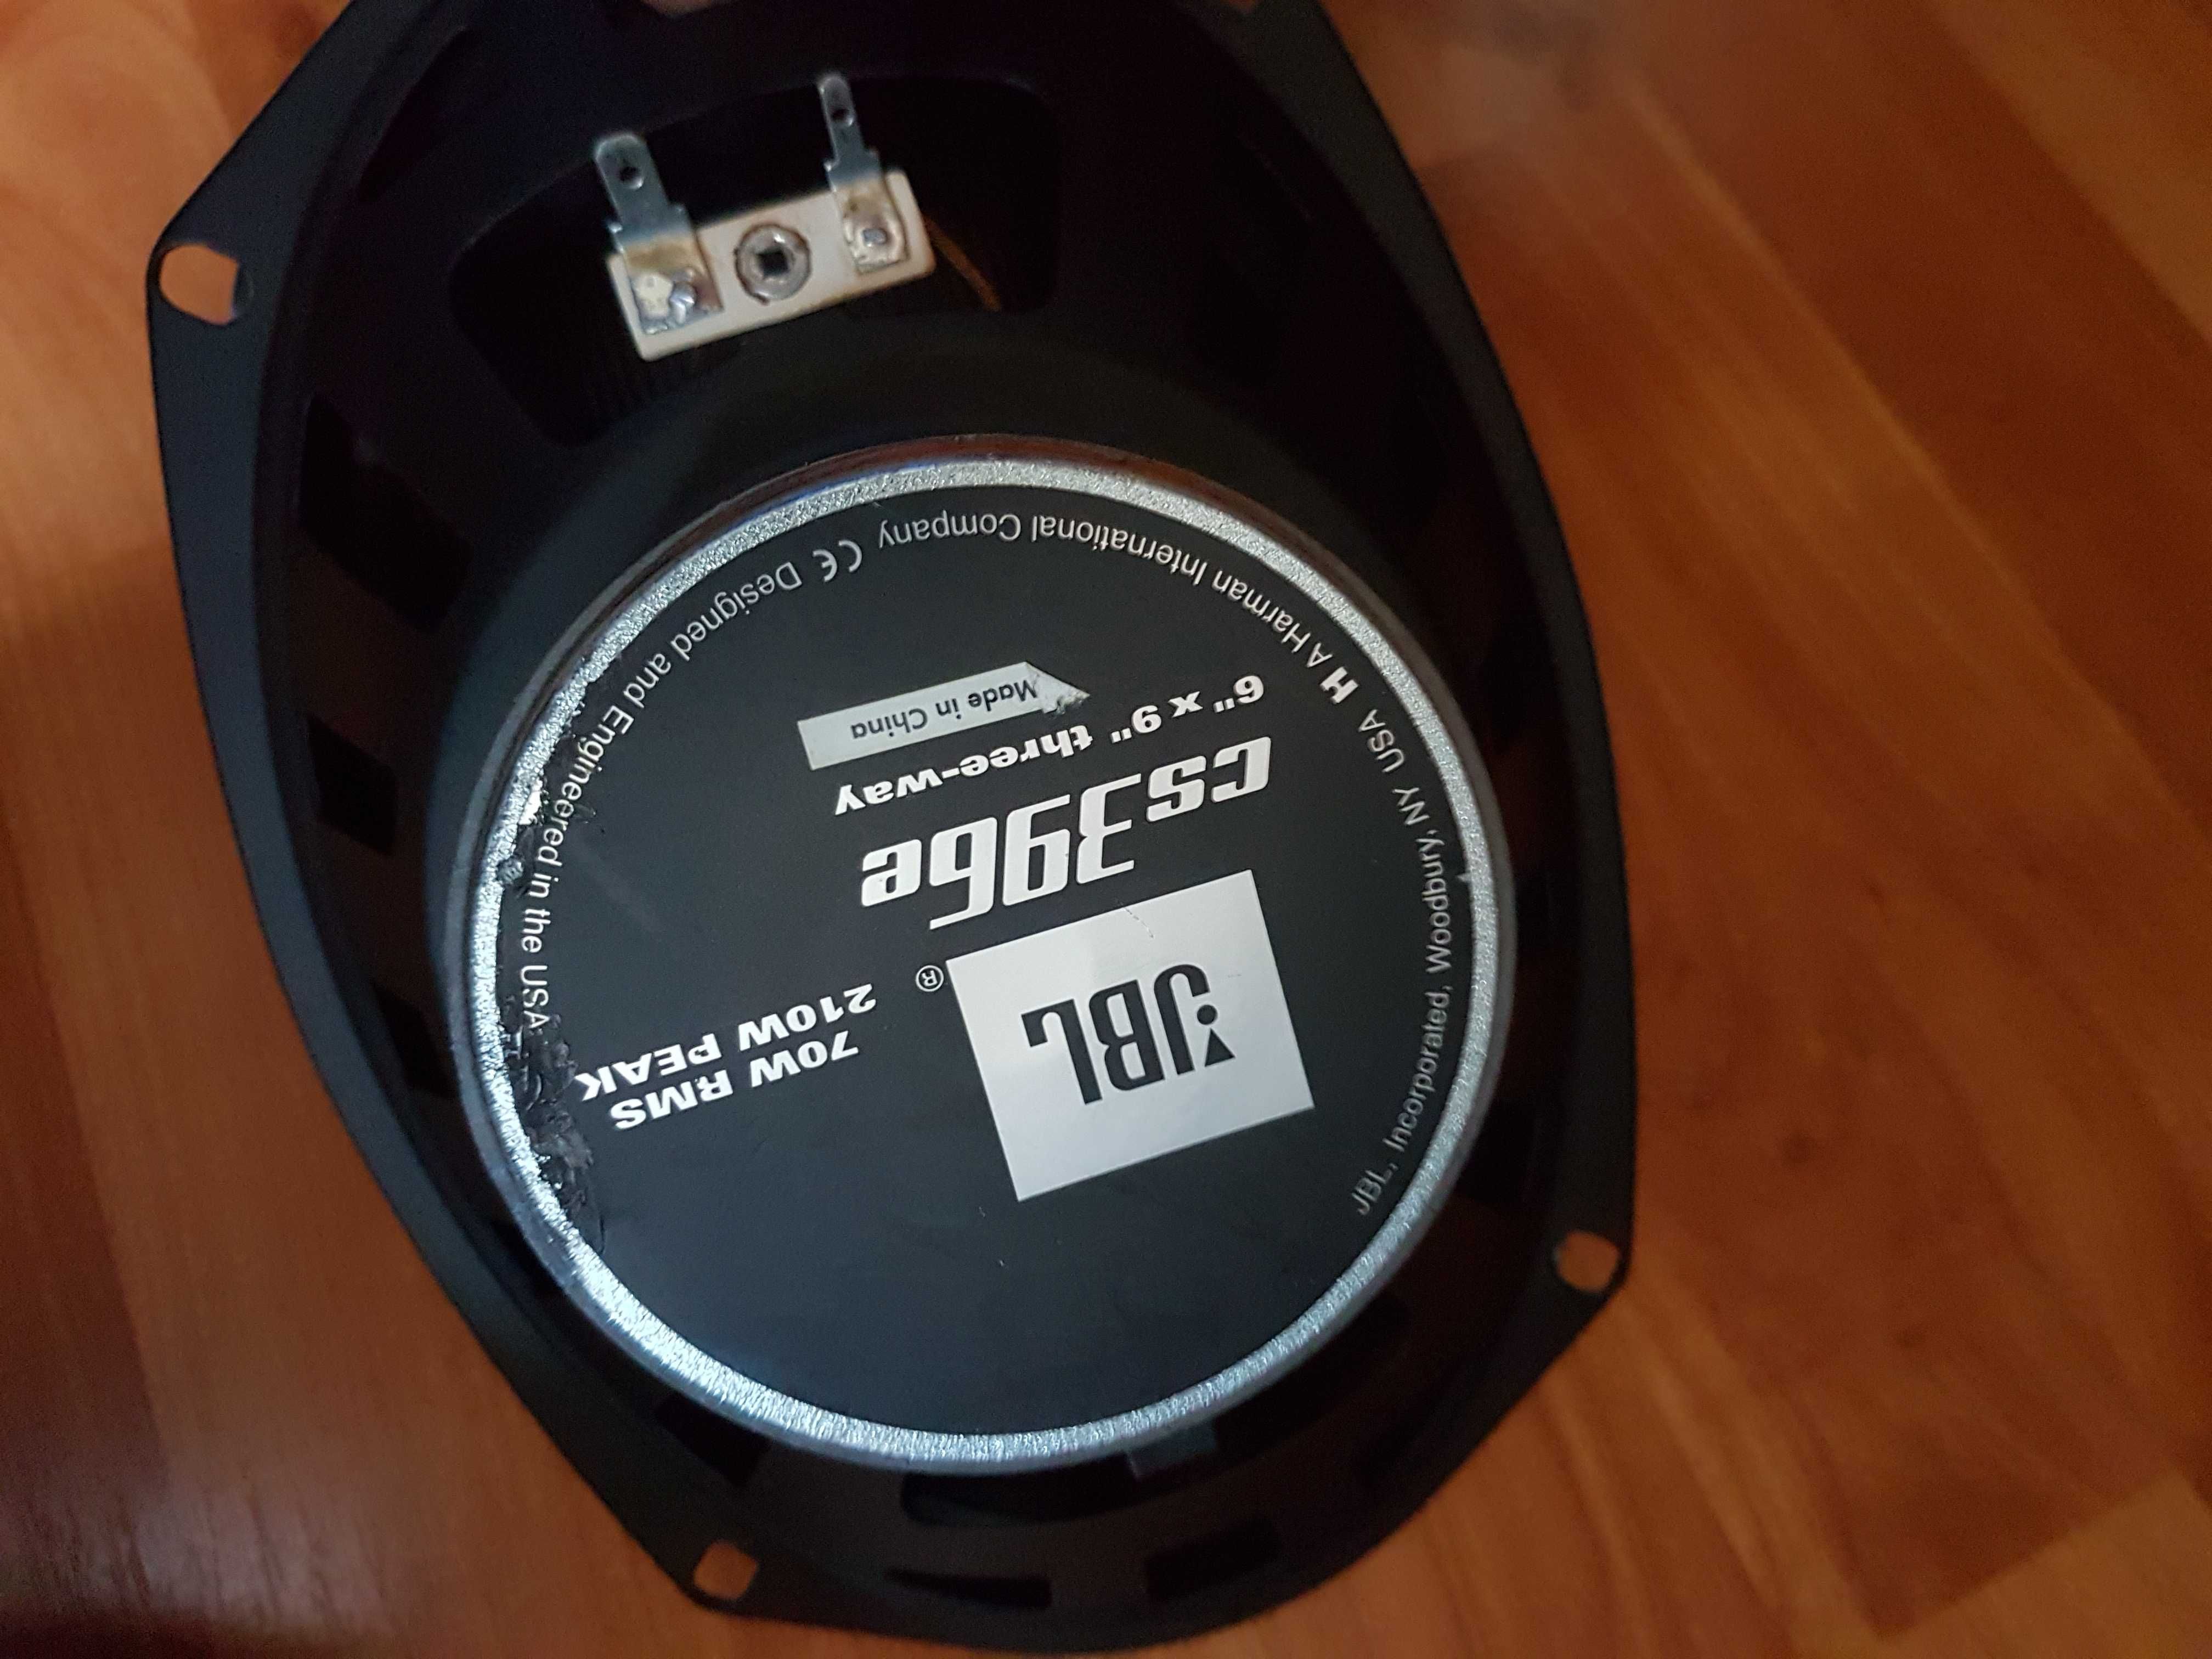 JBL
®
70W RMS
210W PEAK
cs396e
6" x 9" three-way
Made in China
JBL, Incorporated, Woodbury, NY USA H A Harman International Company CE Designed and Engineered in the USA.